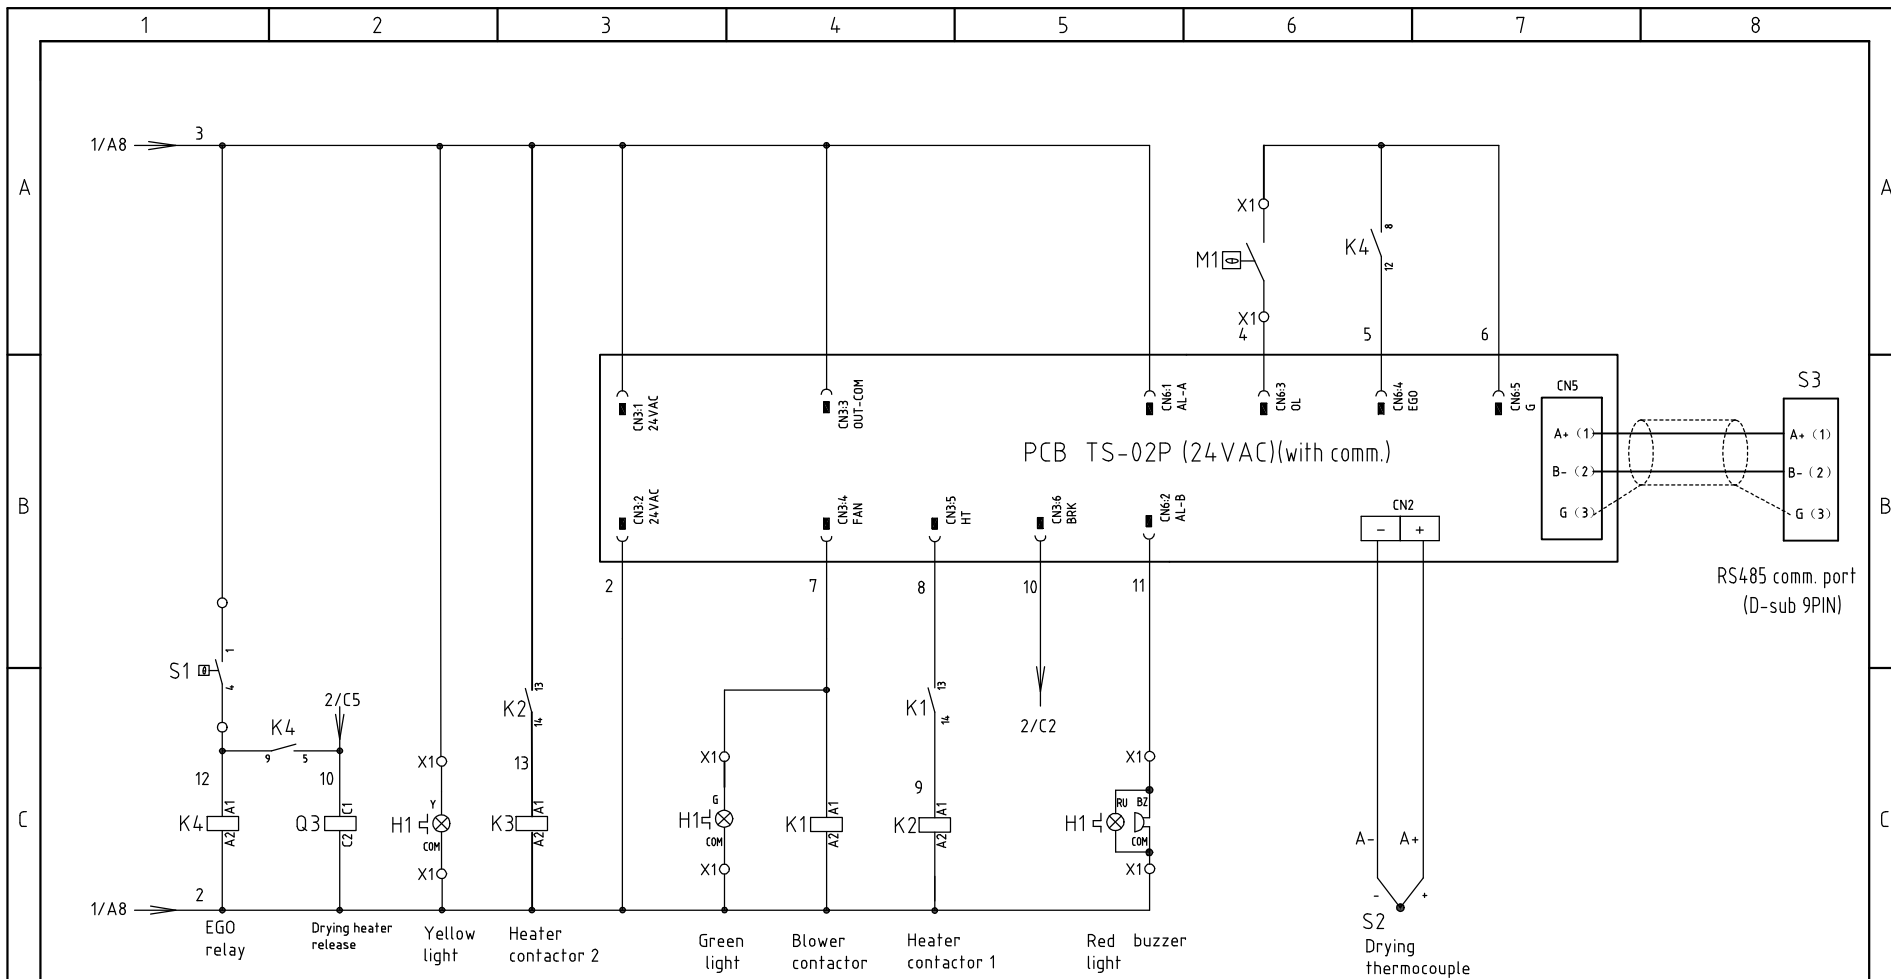 1 2 3 4 5 6 7 8
A A
B B
C C
1/A8 3
X1
M1 θ
X1
4
K4 8 12
5
6
CN3:1 24VAC
CN3:3 OUT-COM
CN6:1 AL-A
CN6:3 OL
CN6:4 EGO
CN6:5 G
CN5
A+ (1)
B- (2)
G (3)
S3
A+ (1)
B- (2)
G (3)
RS485 comm. port
(D-sub 9PIN)
PCB TS-02P (24VAC)(with comm.)
CN3:2 24VAC
CN3:4 FAN
CN3:5 HT
CN3:6 BRK
CN6:2 AL-B
CN2
- +
2 7 8 10 11
S1 θ 1 4
K4 9 5
2/C5
12 10
K4 A1 A2
Q3 C1 C2
X1
H1 Y COM
X1
K2 13 14
13
K3 A1 A2
X1
H1 G COM
X1
K1 A1 A2
K1 13 14
9
K2 A1 A2
2/C2
X1
H1 RU BZ COM
X1
A- A+
- +
S2
Drying
thermocouple
1/A8 2
EGO
relay
Drying heater
release
Yellow
light
Heater
contactor 2
Green
light
Blower
contactor
Heater
contactor 1
Red buzzer
light